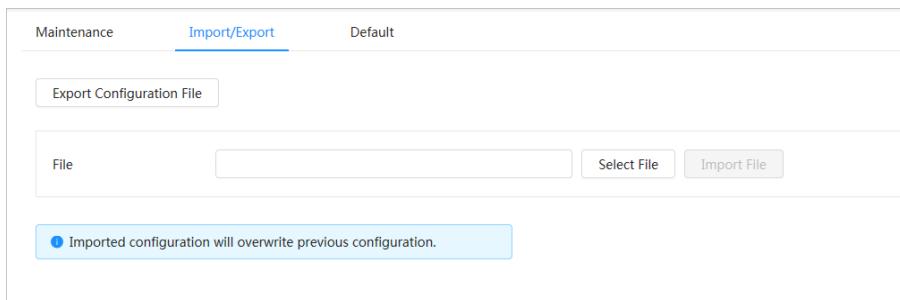 Maintenance Import/Export Default
Export Configuration File
File Select File Import File
Imported configuration will overwrite previous configuration.